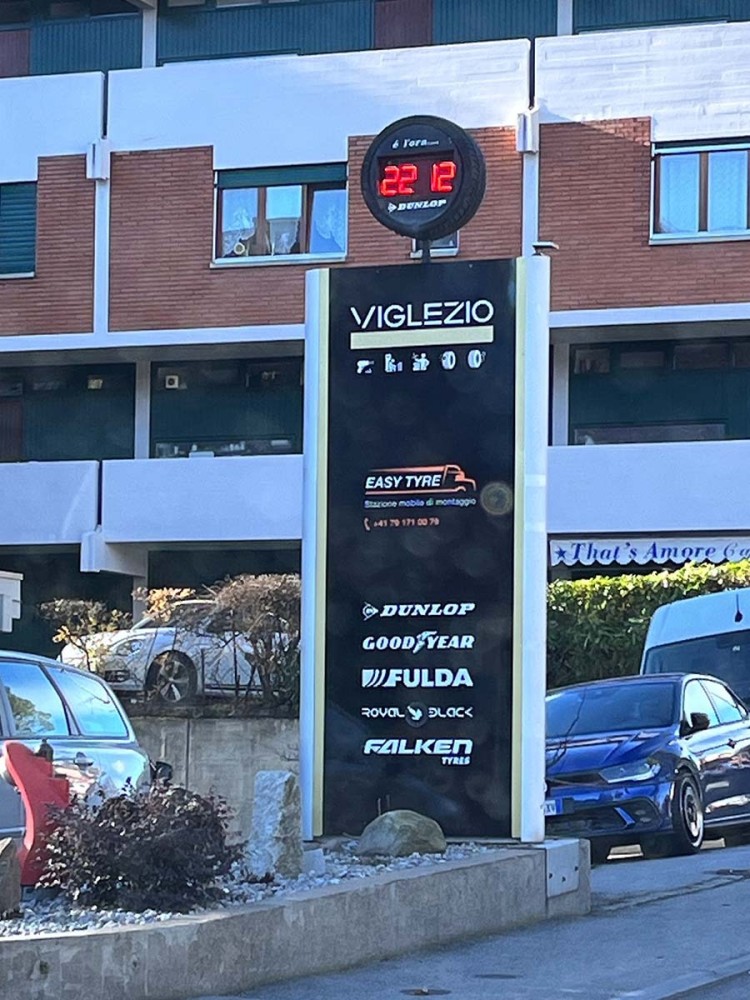 è l'ora
22 12
DUNLOP
VIGLEZIO
EASY TYRE
Stazione mobile di montaggio
+41 79 171 00 79
★That's Amore
DUNLOP
GOODYEAR
FULDA
ROYAL BLACK
FALKEN
TYRES